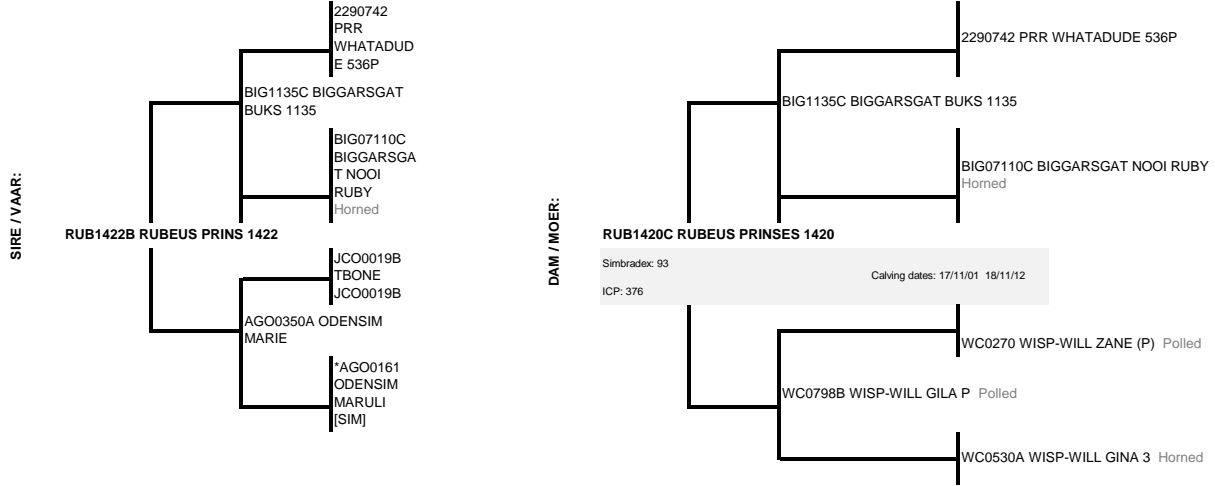 SIRE / VAAR:
2290742
PRR
WHATADUD
E 536P
BIG1135C BIGGARSGAT
BUKS 1135
BIG07110C
BIGGARSGA
T NOOI
RUBY
Horned
RUB1422B RUBEUS PRINS 1422
JCO0019B
TBONE
JCO0019B
AGO0350A ODENSIM
MARIE
*AGO0161
ODENSIM
MARULI
[SIM]
DAM / MOER:
2290742 PRR WHATADUDE 536P
BIG1135C BIGGARSGAT BUKS 1135
BIG07110C BIGGARSGAT NOOI RUBY
Horned
RUB1420C RUBEUS PRINSES 1420
Simbradex: 93
Calving dates: 17/11/01 18/11/12
ICP: 376
WC0270 WISP-WILL ZANE (P) Polled
WC0798B WISP-WILL GILA P Polled
WC0530A WISP-WILL GINA 3 Horned